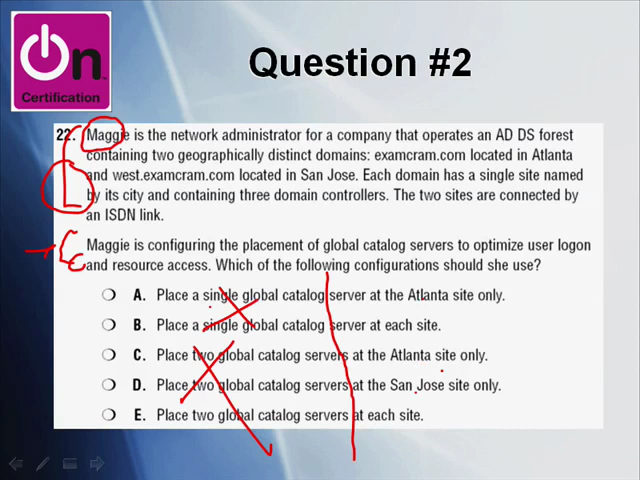 On
Certification
Question #2
22. Maggie is the network administrator for a company that operates an AD DS forest
containing two geographically distinct domains: examcram.com located in Atlanta
and west.examcram.com located in San Jose. Each domain has a single site named
by its city and containing three domain controllers. The two sites are connected by
an ISDN link.
Maggie is configuring the placement of global catalog servers to optimize user logon
and resource access. Which of the following configurations should she use?
A. Place a single global catalog server at the Atlanta site only.
B. Place a single global catalog server at each site.
C. Place two global catalog servers at the Atlanta site only.
D. Place two global catalog servers at the San Jose site only.
E. Place two global catalog servers at each site.